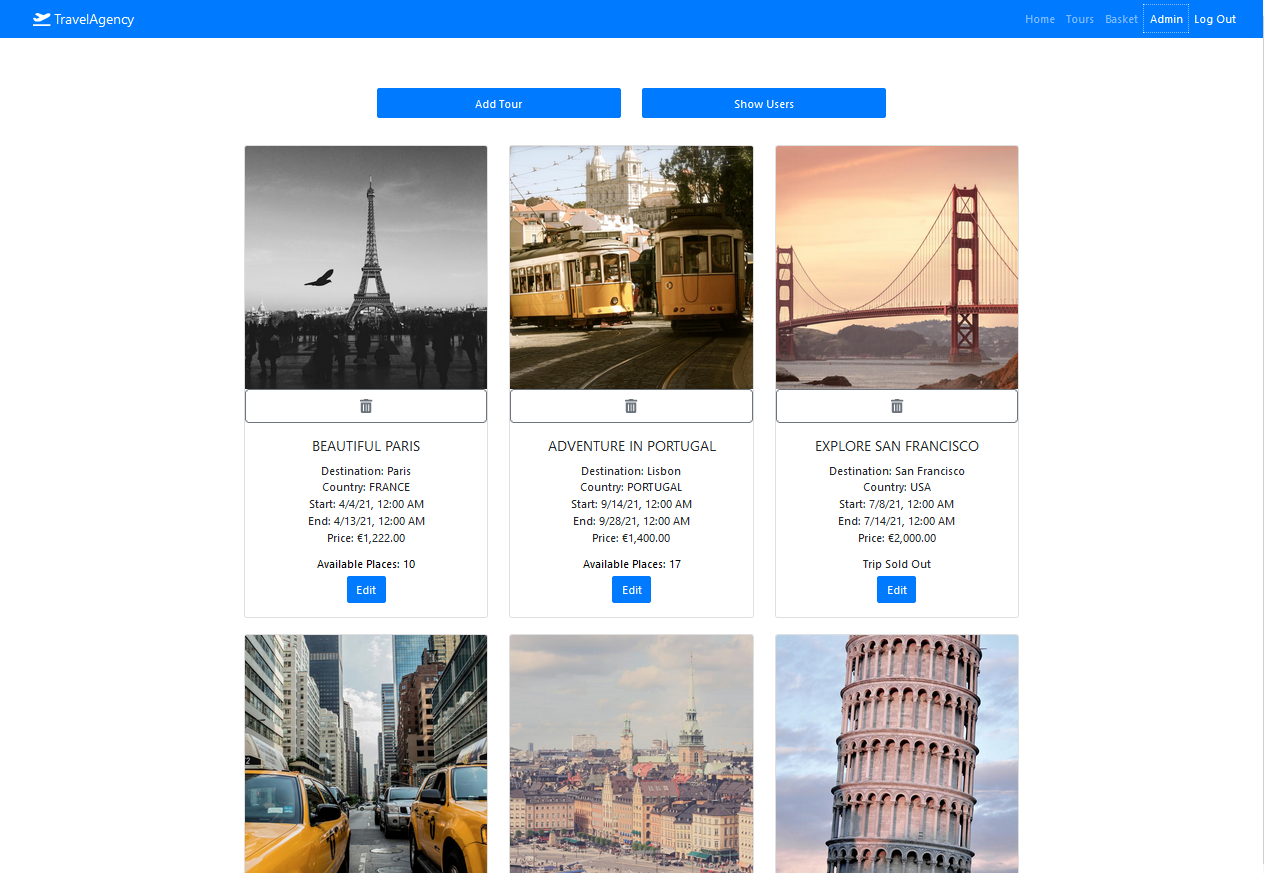 TravelAgency
Home Tours Basket Admin Log Out
Add Tour
Show Users
BEAUTIFUL PARIS
Destination: Paris
Country: FRANCE
Start: 4/4/21, 12:00 AM
End: 4/13/21, 12:00 AM
Price: €1,222.00
Available Places: 10
Edit
ADVENTURE IN PORTUGAL
Destination: Lisbon
Country: PORTUGAL
Start: 9/14/21, 12:00 AM
End: 9/28/21, 12:00 AM
Price: €1,400.00
Available Places: 17
Edit
EXPLORE SAN FRANCISCO
Destination: San Francisco
Country: USA
Start: 7/8/21, 12:00 AM
End: 7/14/21, 12:00 AM
Price: €2,000.00
Trip Sold Out
Edit